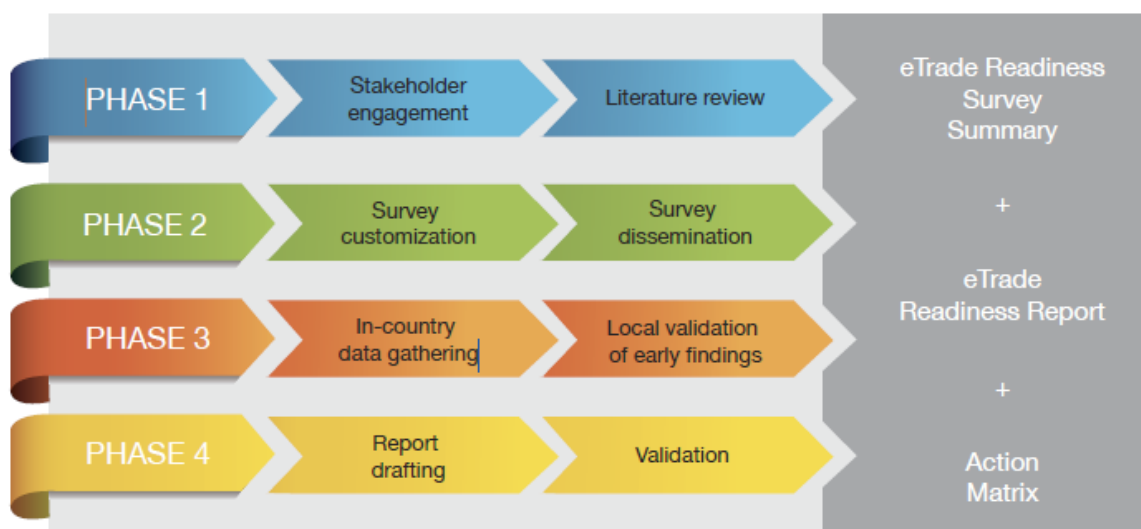 PHASE 1
Stakeholder
engagement
Literature review
PHASE 2
Survey
customization
Survey
dissemination
PHASE 3
In-country
data gathering
Local validation
of early findings
PHASE 4
Report
drafting
Validation
eTrade Readiness
Survey
Summary
+
eTrade
Readiness Report
+
Action
Matrix